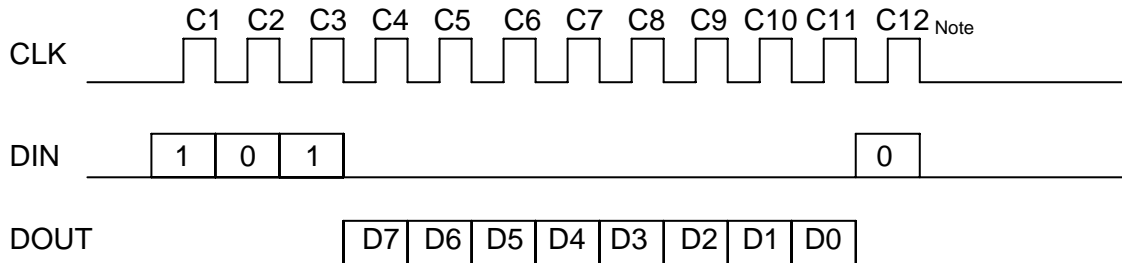 C1 C2 C3 C4 C5 C6 C7 C8 C9 C10 C11 C12 Note
CLK
DIN 1 0 1 0
DOUT D7 D6 D5 D4 D3 D2 D1 D0